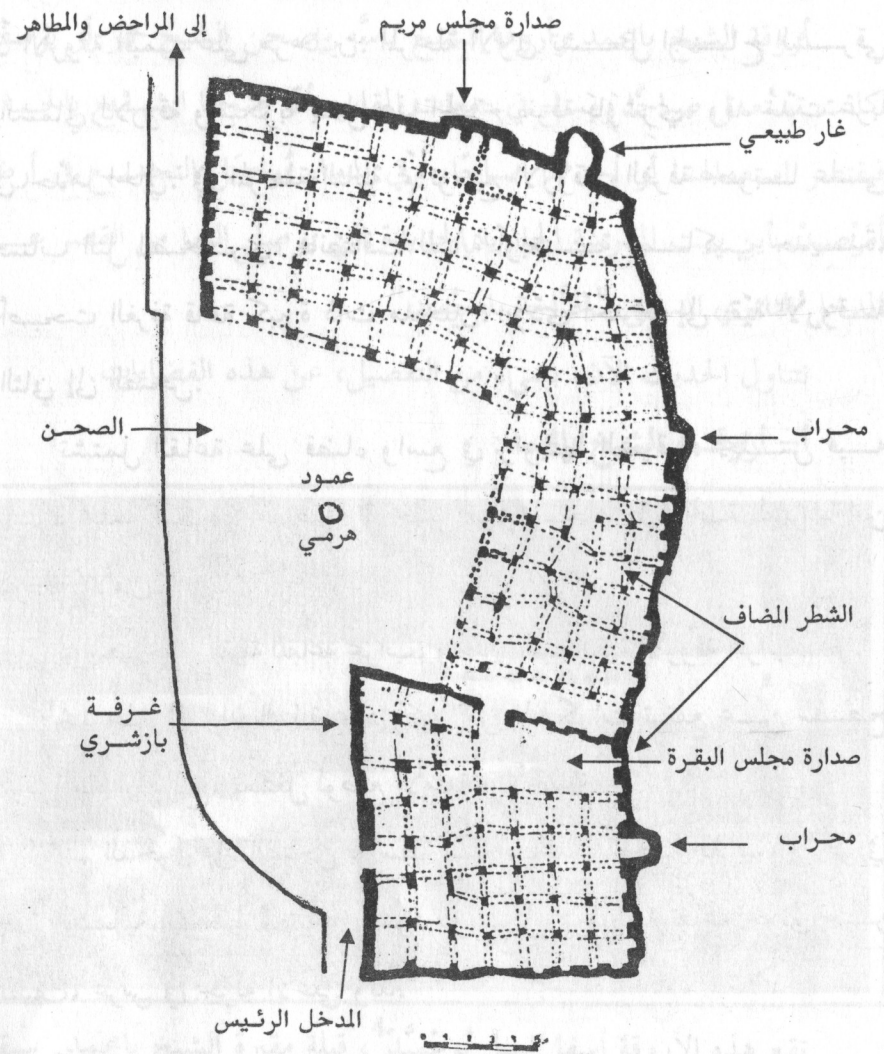 صدارة مجلس مريم
إلى المراحض والمطاهر
غار طبيعي
محراب
الصحن
عمود
هرمي
الشطر المضاف
غرفة
بازشري
صدارة مجلس البقرة
محراب
المدخل الرئيس